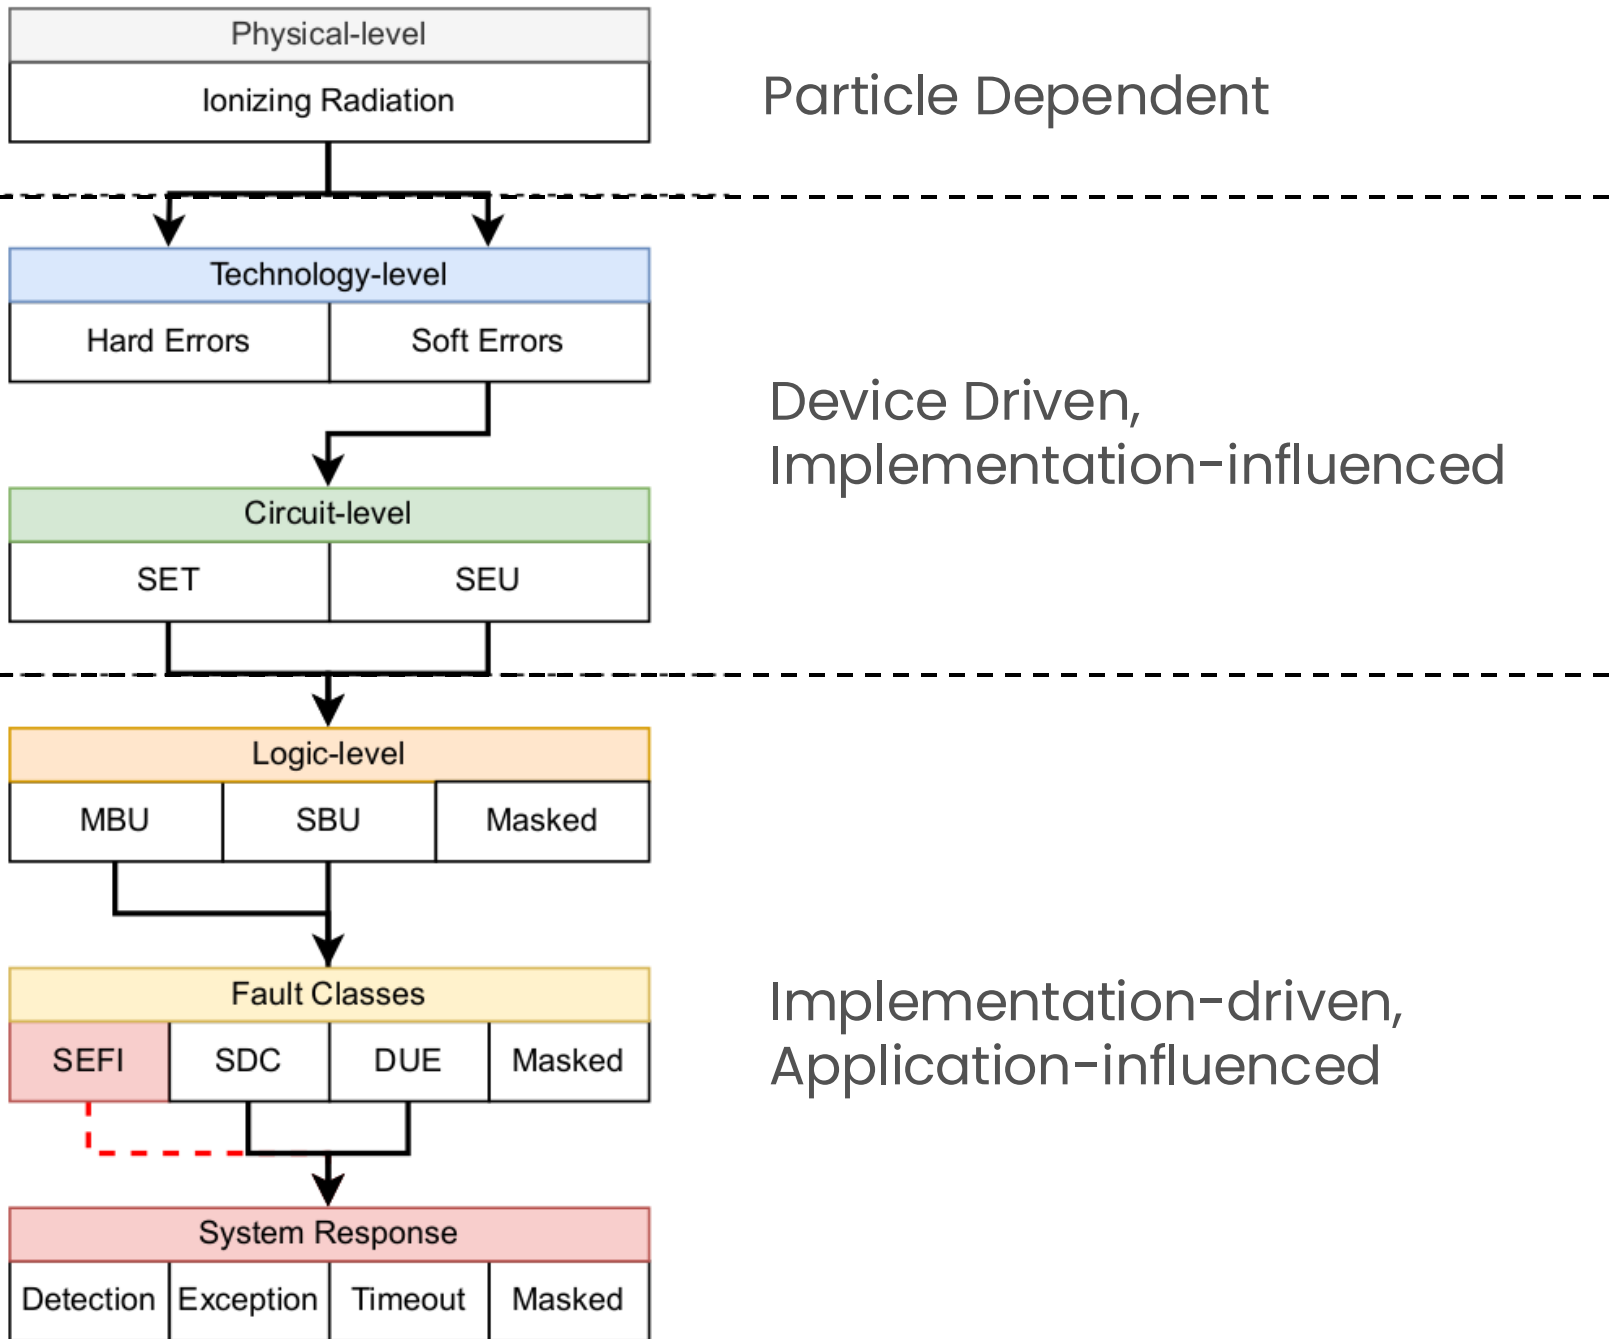 Physical-level
Ionizing Radiation
Particle Dependent
Technology-level
Hard Errors
Soft Errors
Device Driven,
Implementation-influenced
Circuit-level
SET
SEU
Logic-level
MBU
SBU
Masked
Fault Classes
SEFI
SDC
DUE
Masked
Implementation-driven,
Application-influenced
System Response
Detection
Exception
Timeout
Masked